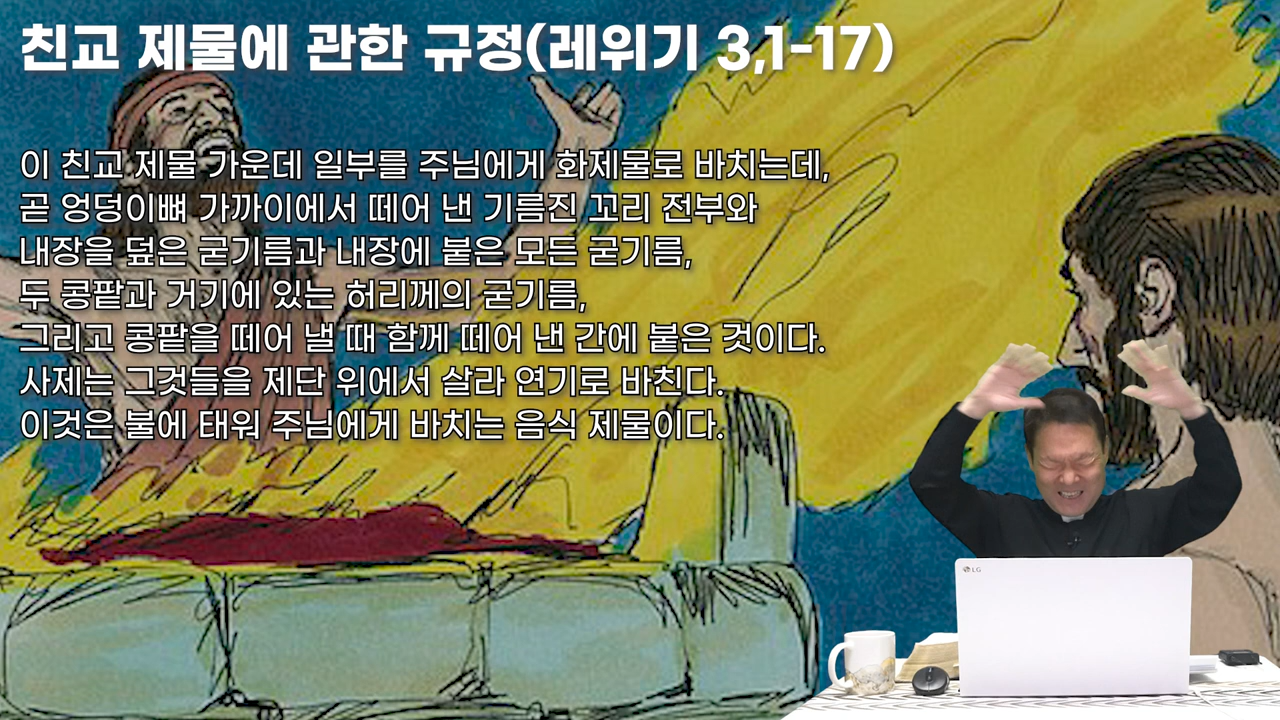 친교 제물에 관한 규정(레위기 3,1-17)
이 친교 제물 가운데 일부를 주님에게 화제물로 바치는데,
곧 엉덩이뼈 가까이에서 떼어 낸 기름진 꼬리 전부와
내장을 덮은 굳기름과 내장에 붙은 모든 굳기름,
두 콩팥과 거기에 있는 허리께의 굳기름,
그리고 콩팥을 떼어 낼 때 함께 떼어 낸 간에 붙은 것이다.
사제는 그것들을 제단 위에서 살라 연기로 바친다.
이것은 불에 태워 주님에게 바치는 음식 제물이다.
LG